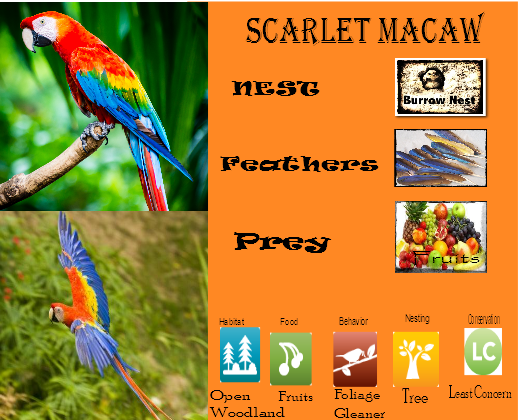 SCARLET MACAW
NEST
Burrow Nest
Feathers
Prey
Fruits
Habitat
Food
Behavior
Nesting
Conservation
LC
Open
Woodland
Fruits
Foliage
Gleaner
Tree
Least Concern